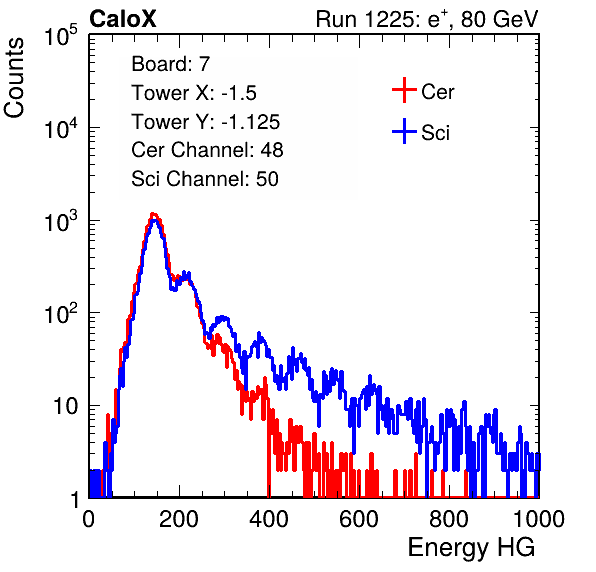 CaloX Run 1225: e⁺, 80 GeV
Counts
Board: 7
Tower X: -1.5
Tower Y: -1.125
Cer Channel: 48
Sci Channel: 50
Cer
Sci
10⁵
10⁴
10³
10²
10
1
0 200 400 600 800 1000
Energy HG